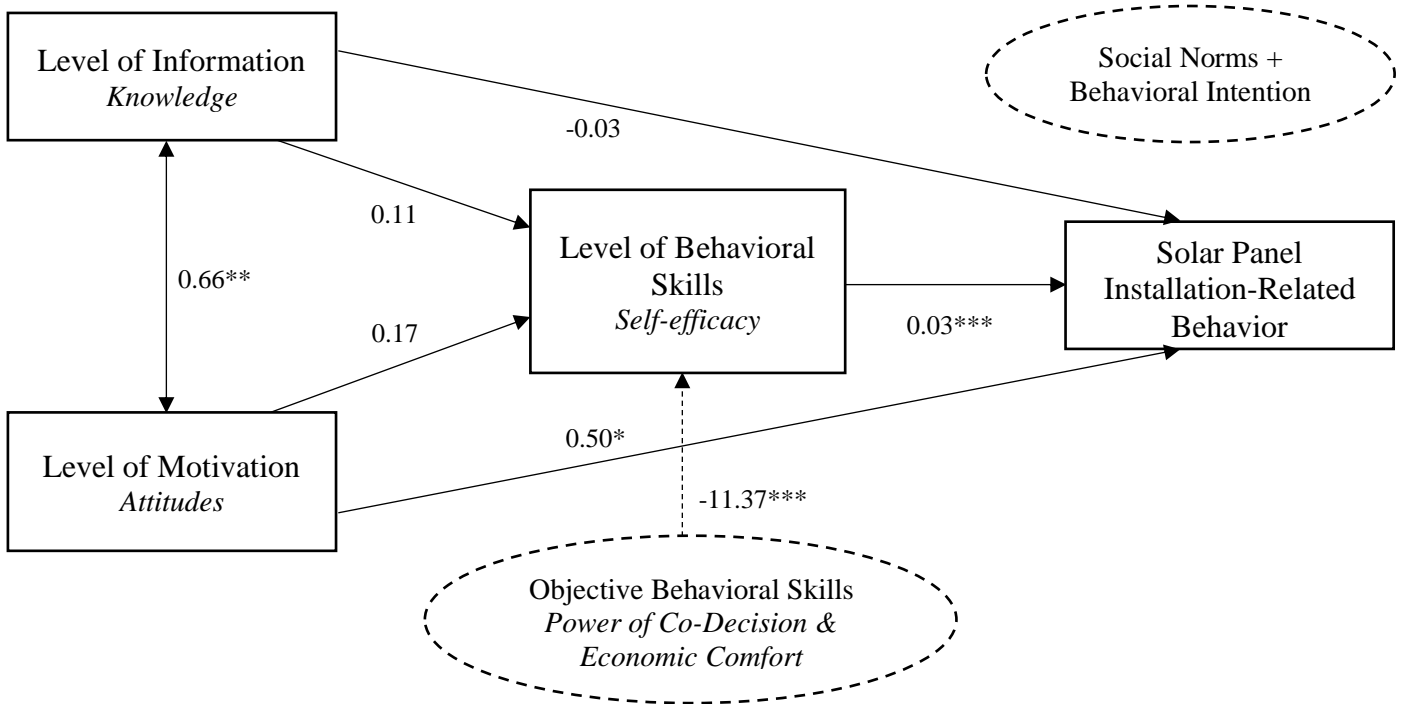 Level of Information
Knowledge
Social Norms +
Behavioral Intention
-0.03
0.11
Level of Behavioral
Skills
Self-efficacy
Solar Panel
Installation-Related
Behavior
0.66**
0.17
0.03***
Level of Motivation
Attitudes
0.50*
-11.37***
Objective Behavioral Skills
Power of Co-Decision &
Economic Comfort